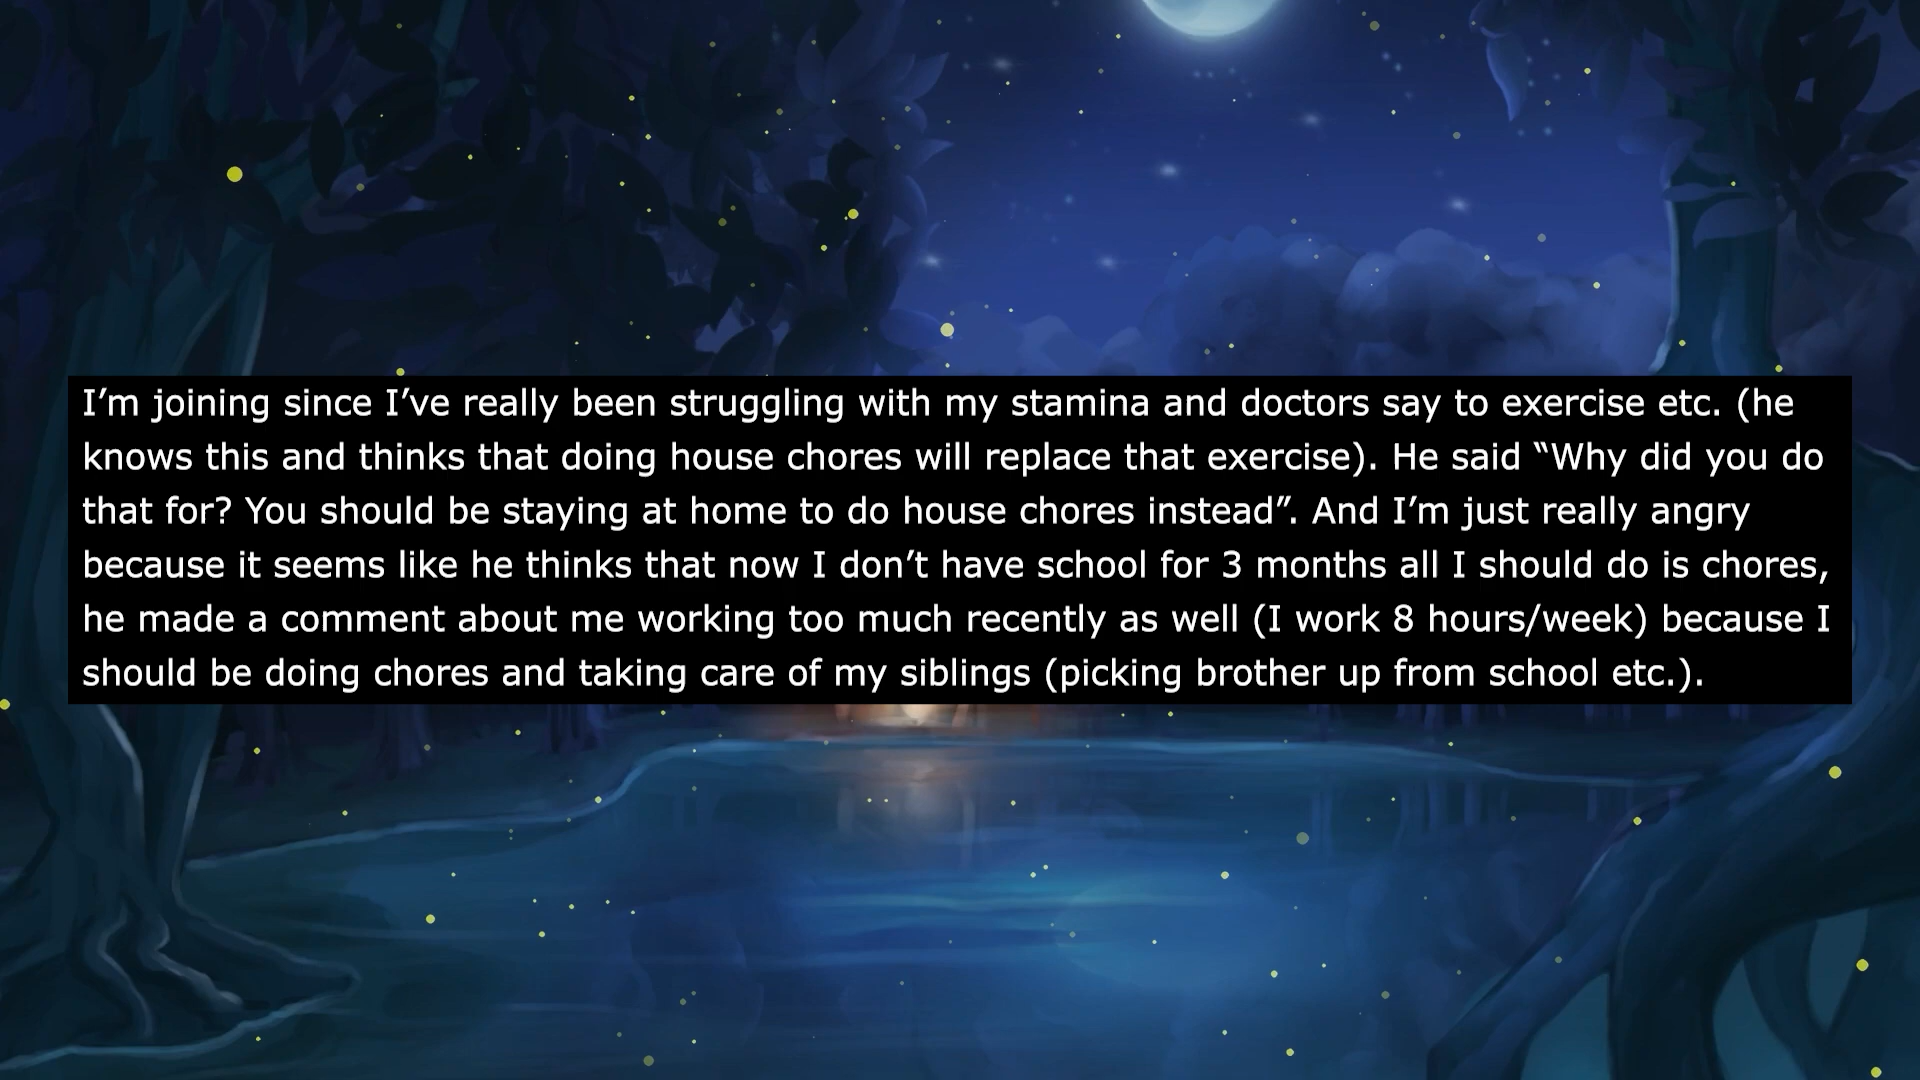 I’m joining since I’ve really been struggling with my stamina and doctors say to exercise etc. (he
knows this and thinks that doing house chores will replace that exercise). He said “Why did you do
that for? You should be staying at home to do house chores instead”. And I’m just really angry
because it seems like he thinks that now I don’t have school for 3 months all I should do is chores,
he made a comment about me working too much recently as well (I work 8 hours/week) because I
should be doing chores and taking care of my siblings (picking brother up from school etc.).